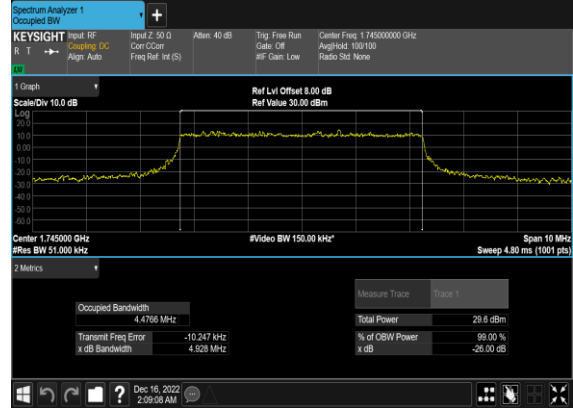 Spectrum Analyzer 1
Occupied BW
KEYSIGHT Input: RF Input Z: 50 Ω Atten: 40 dB Trig: Free Run Center Freq: 1.745000000 GHz
R T Coupling: DC Corr CCorr Gate: Off Avg|Hold: 100/100
Align: Auto Freq Ref: Int (S) #IF Gain: Low Radio Std: None
LM
1 Graph
Ref Lvl Offset 8.00 dB
Scale/Div 10.0 dB Ref Value 30.00 dBm
Log
20.0
10.0
0.00
-10.0
-20.0
-30.0
-40.0
-50.0
-60.0
Center 1.745000 GHz #Video BW 150.00 kHz* Span 10 MHz
#Res BW 51.000 kHz Sweep 4.80 ms (1001 pts)
2 Metrics
Measure Trace Trace 1
Occupied Bandwidth
4.4766 MHz Total Power 29.6 dBm
Transmit Freq Error -10.247 kHz % of OBW Power 99.00 %
x dB Bandwidth 4.928 MHz x dB -26.00 dB
? Dec 16, 2022
2:09:08 AM